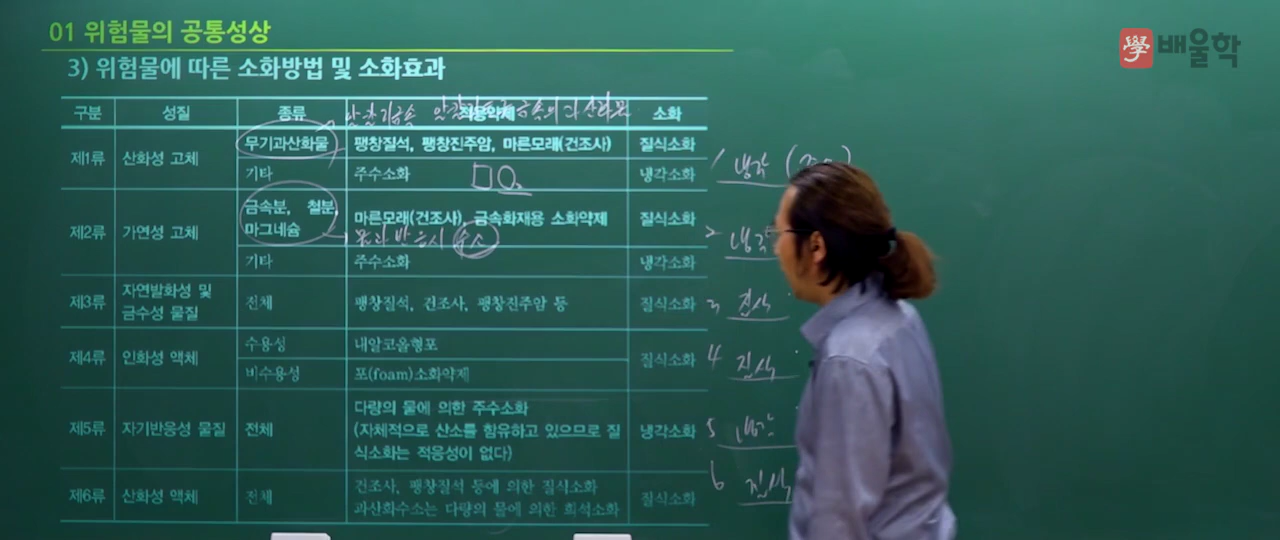 01 위험물의 공통성상
學 배울학
3) 위험물에 따른 소화방법 및 소화효과
구분 성질 종류 적용약제 소화
알칼리금속
제1류 산화성 고체 무기과산화물 팽창질석, 팽창진주암, 마른모래(건조사) 질식소화
기타 주수소화 냉각소화
제2류 가연성 고체 금속분, 철분, 마그네슘 마른모래(건조사), 금속화재용 소화약제 질식소화
물과 반응시 수소
기타 주수소화 냉각소화
제3류 자연발화성 및 금수성 물질 전체 팽창질석, 건조사, 팽창진주암 등 질식소화
제4류 인화성 액체 수용성 내알코올형포 질식소화
비수용성 포(foam)소화약제
제5류 자기반응성 물질 전체 다량의 물에 의한 주수소화
(자체적으로 산소를 함유하고 있으므로 질
식소화는 적응성이 없다) 냉각소화
제6류 산화성 액체 전체 건조사, 팽창질석 등에 의한 질식소화
과산화수소는 다량의 물에 의한 희석소화 질식소화
1 냉각
2 냉각
3 질식
4 질식
5 냉각
6 질식